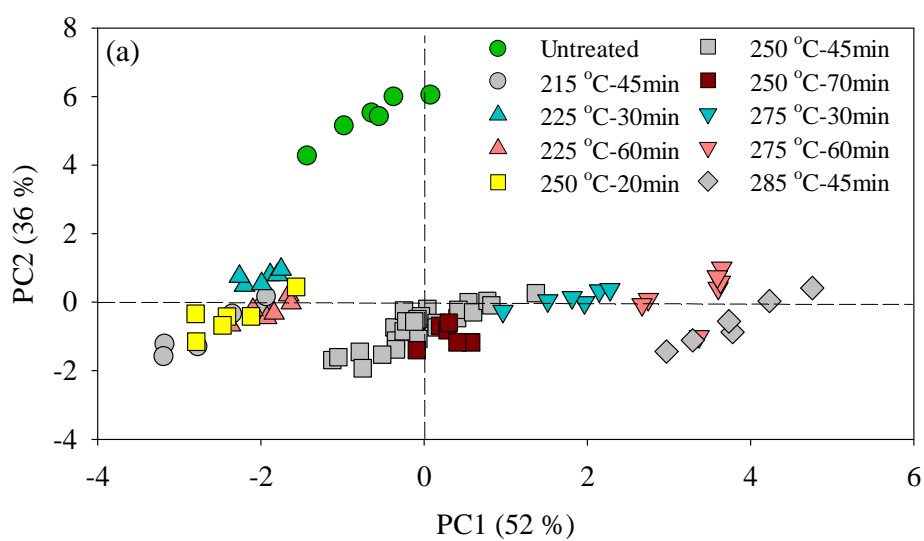 (a)
Untreated
215 °C-45min
225 °C-30min
225 °C-60min
250 °C-20min
250 °C-45min
250 °C-70min
275 °C-30min
275 °C-60min
285 °C-45min
8
6
4
2
0
-2
-4
PC2 (36 %)
-4 -2 0 2 4 6
PC1 (52 %)